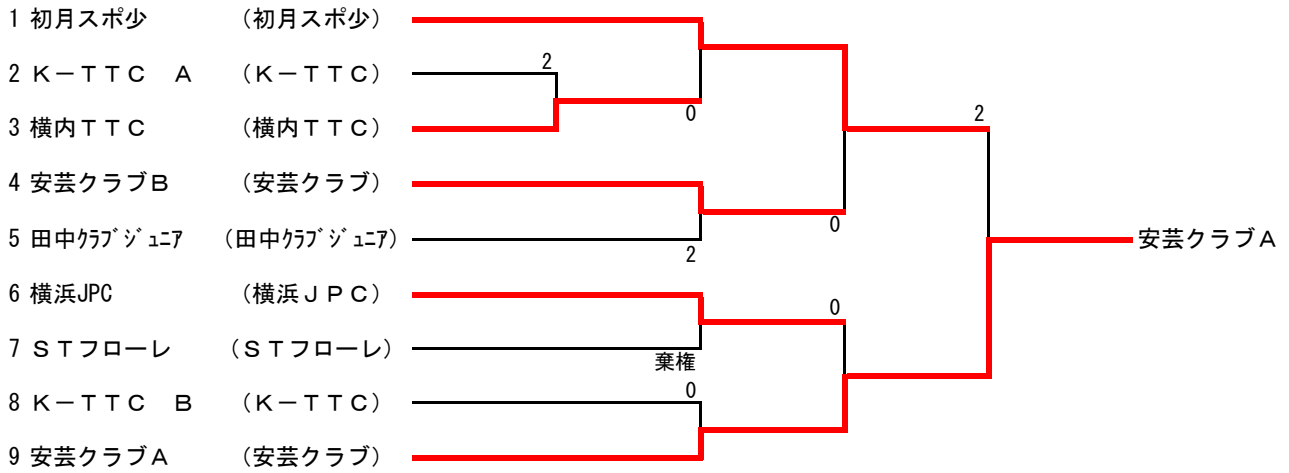 1 初月スポ少 (初月スポ少)
2 K－TTC A (K－TTC)
2
3 横内TTC (横内TTC)
0
2
4 安芸クラブB (安芸クラブ)
5 田中ｸﾗﾌﾞｼﾞｭﾆｱ (田中ｸﾗﾌﾞｼﾞｭﾆｱ)
2
0
安芸クラブA
6 横浜JPC (横浜JPC)
0
7 STフローレ (STフローレ)
棄権
8 K－TTC B (K－TTC)
0
9 安芸クラブA (安芸クラブ)